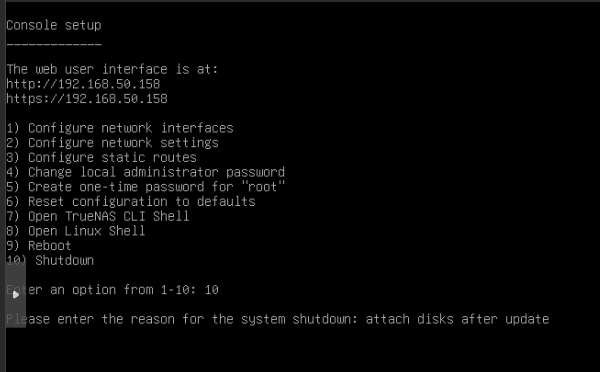 Console setup
-------------
The web user interface is at:
http://192.168.50.158
https://192.168.50.158
1) Configure network interfaces
2) Configure network settings
3) Configure static routes
4) Change local administrator password
5) Create one-time password for "root"
6) Reset configuration to defaults
7) Open TrueNAS CLI Shell
8) Open Linux Shell
9) Reboot
10) Shutdown
Enter an option from 1-10: 10
Please enter the reason for the system shutdown: attach disks after update